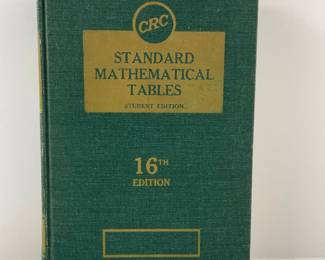 CRC
STANDARD
MATHEMATICAL
TABLES
STUDENT EDITION
16TH
EDITION